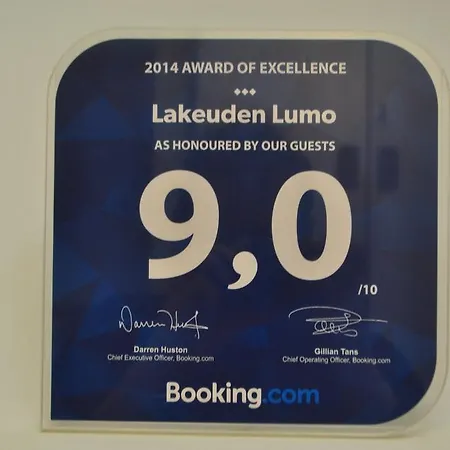 2014 AWARD OF EXCELLENCE
Lakeuden Lumo
AS HONOURED BY OUR GUESTS
9,0
/10
Darren Huston
Chief Executive Officer, Booking.com
Gillian Tans
Chief Operating Officer, Booking.com
Booking.com